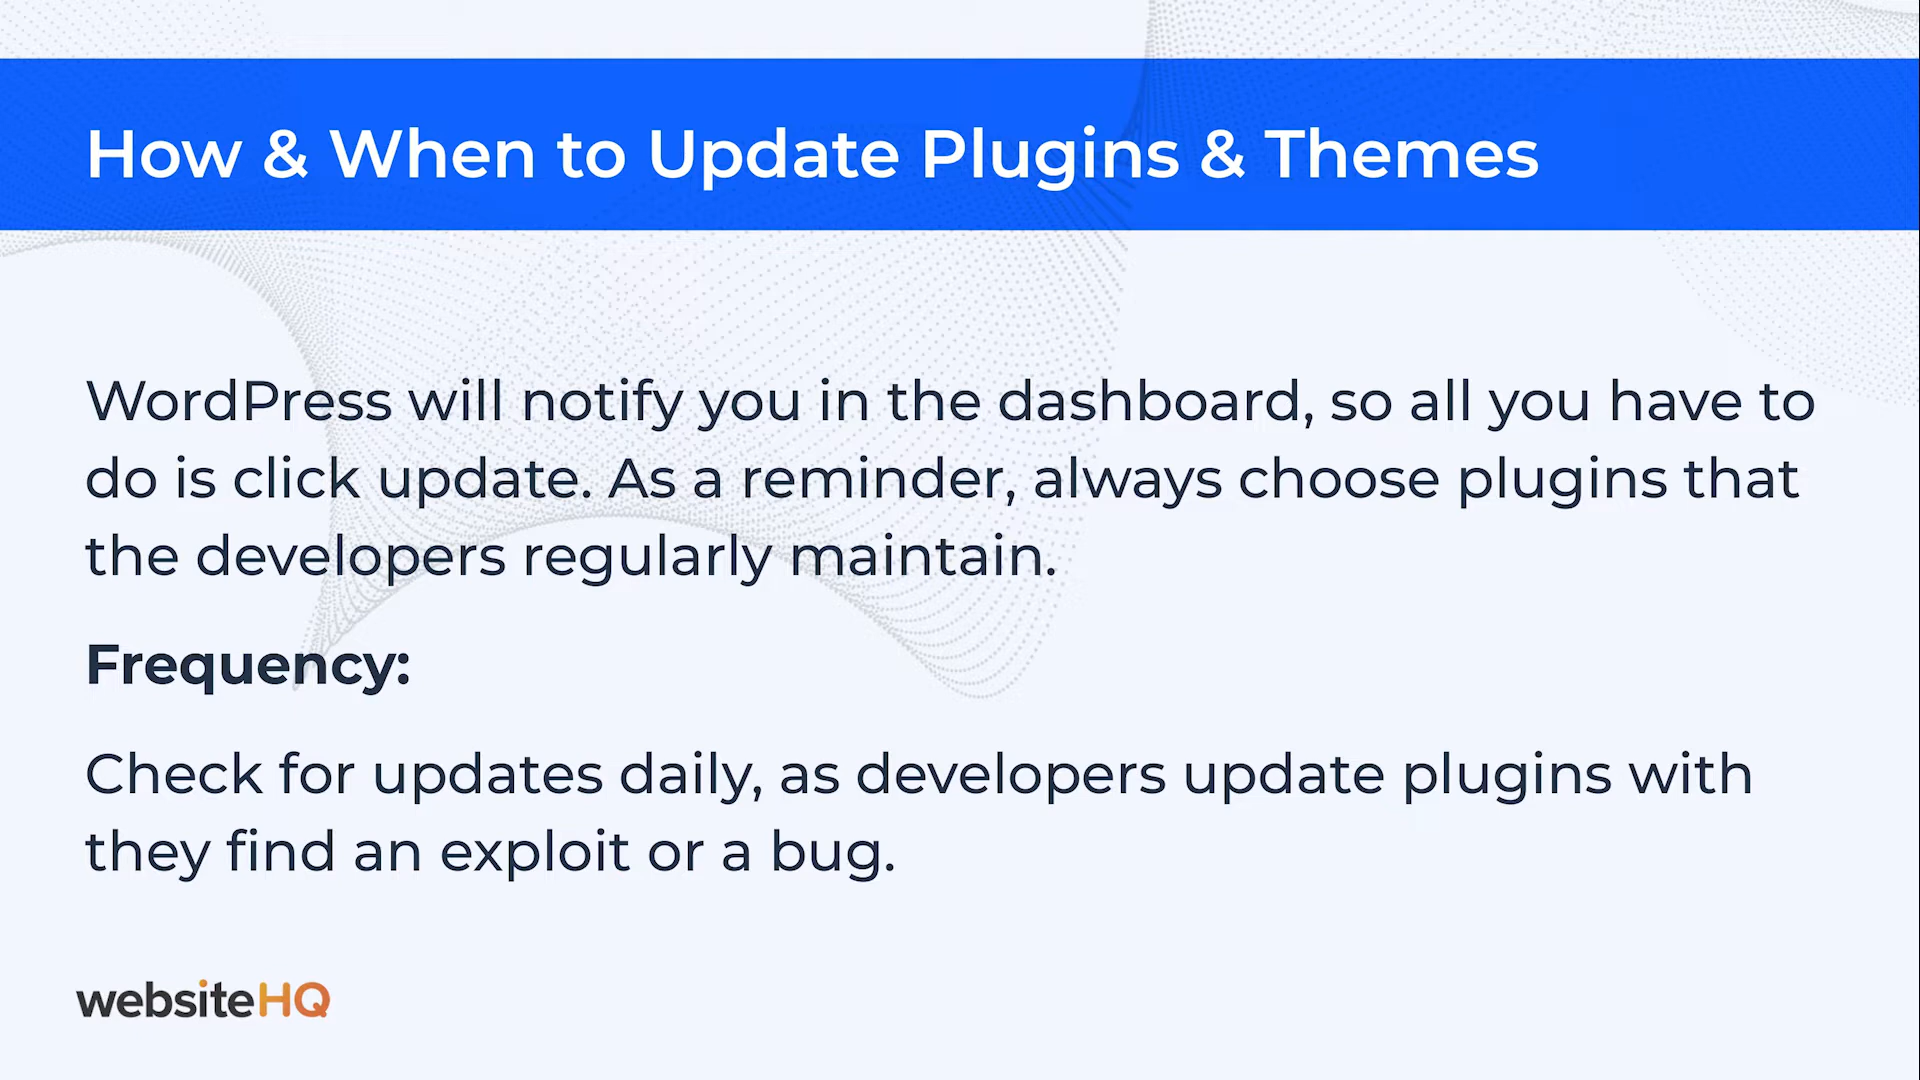 How & When to Update Plugins & Themes
WordPress will notify you in the dashboard, so all you have to
do is click update. As a reminder, always choose plugins that
the developers regularly maintain.
Frequency:
Check for updates daily, as developers update plugins with
they find an exploit or a bug.
websiteHQ